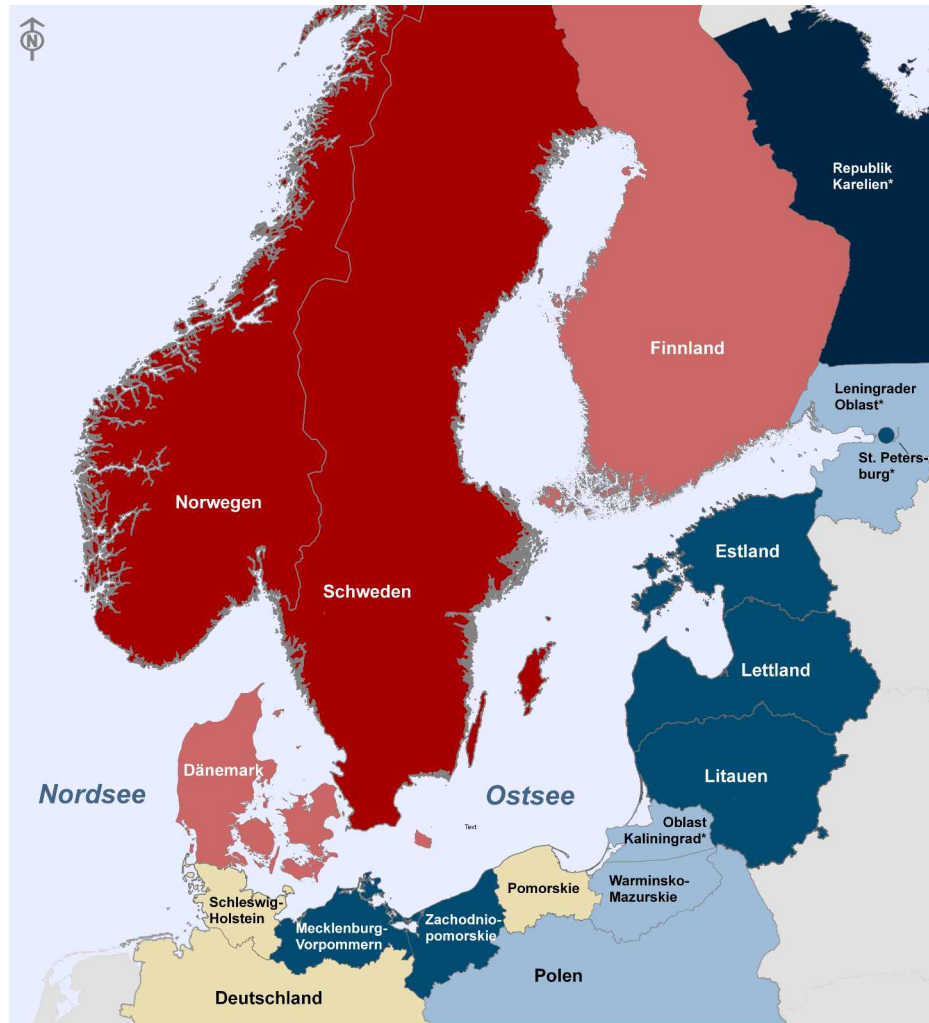 N
Republik
Karelien*
Finnland
Leningrader
Oblast*
St. Peters-
burg*
Norwegen
Estland
Schweden
Lettland
Dänemark
Litauen
Nordsee
Ostsee
Text
Oblast
Kaliningrad*
Pomorskie
Warminsko-
Mazurskie
Schleswig-
Holstein
Mecklenburg-
Vorpommern
Zachodnio-
pomorskie
Polen
Deutschland